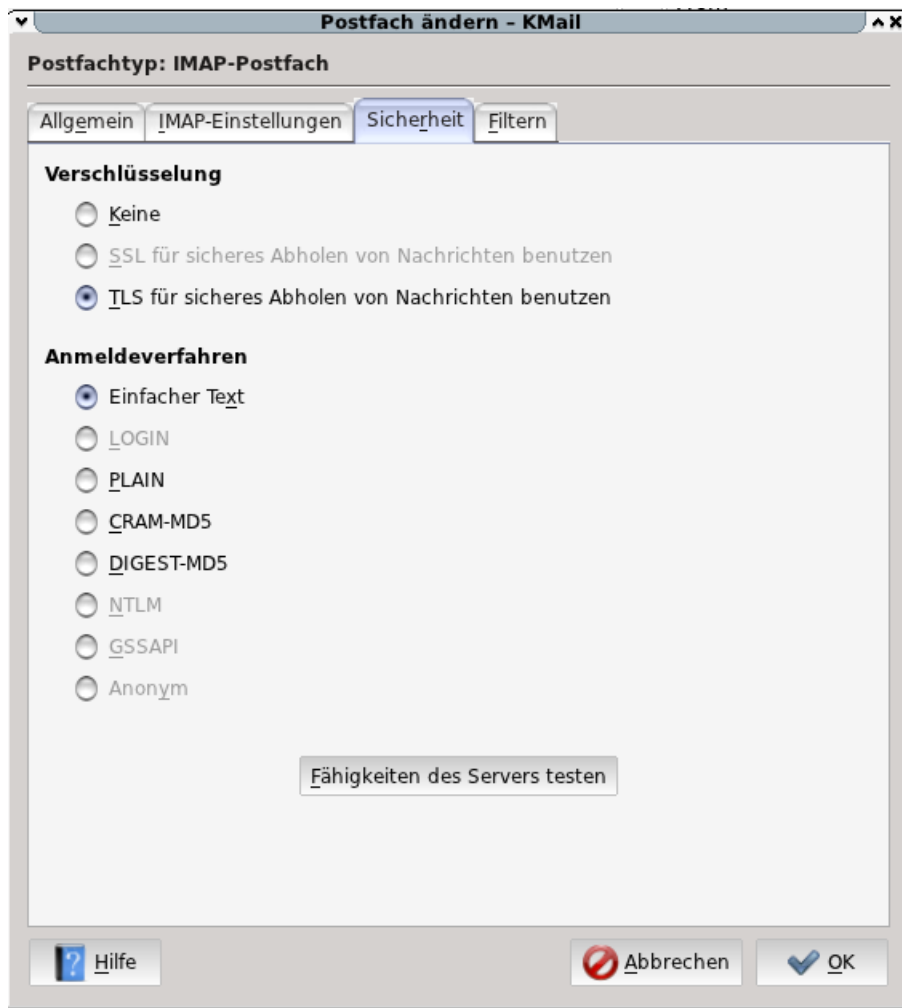 Postfach ändern – KMail
Postfachtyp: IMAP-Postfach
Allgemein IMAP-Einstellungen Sicherheit Filtern
Verschlüsselung
Keine
SSL für sicheres Abholen von Nachrichten benutzen
TLS für sicheres Abholen von Nachrichten benutzen
Anmeldeverfahren
Einfacher Text
LOGIN
PLAIN
CRAM-MD5
DIGEST-MD5
NTLM
GSSAPI
Anonym
Fähigkeiten des Servers testen
Hilfe Abbrechen OK